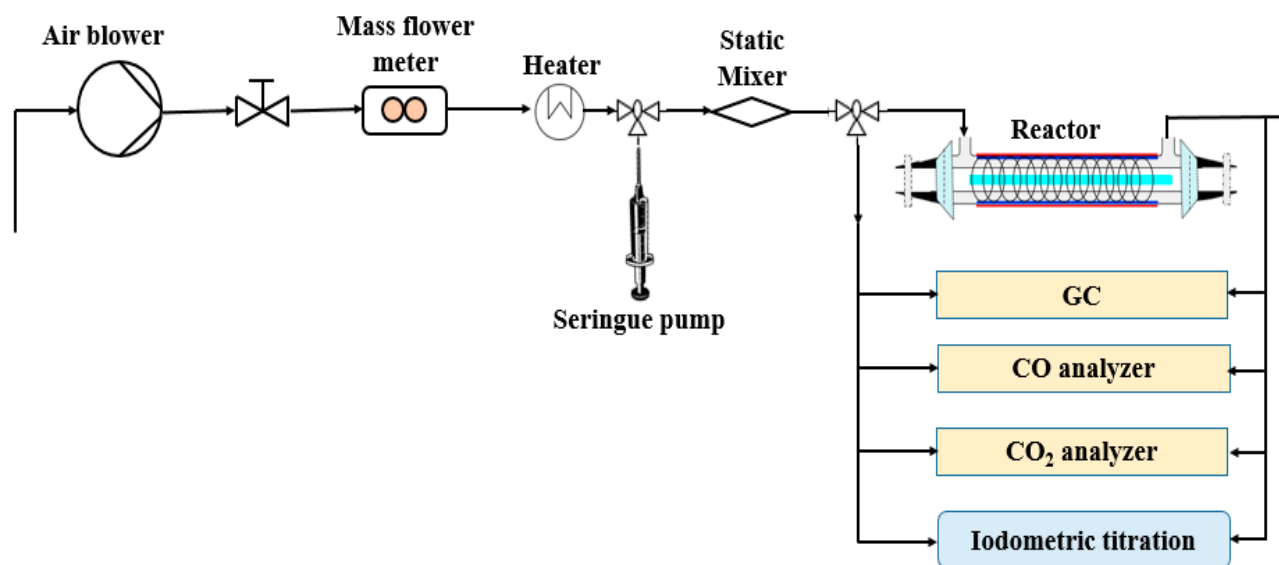 Air blower
Mass flower
meter
Heater
Static
Mixer
Reactor
Seringue pump
GC
CO analyzer
CO₂ analyzer
Iodometric titration